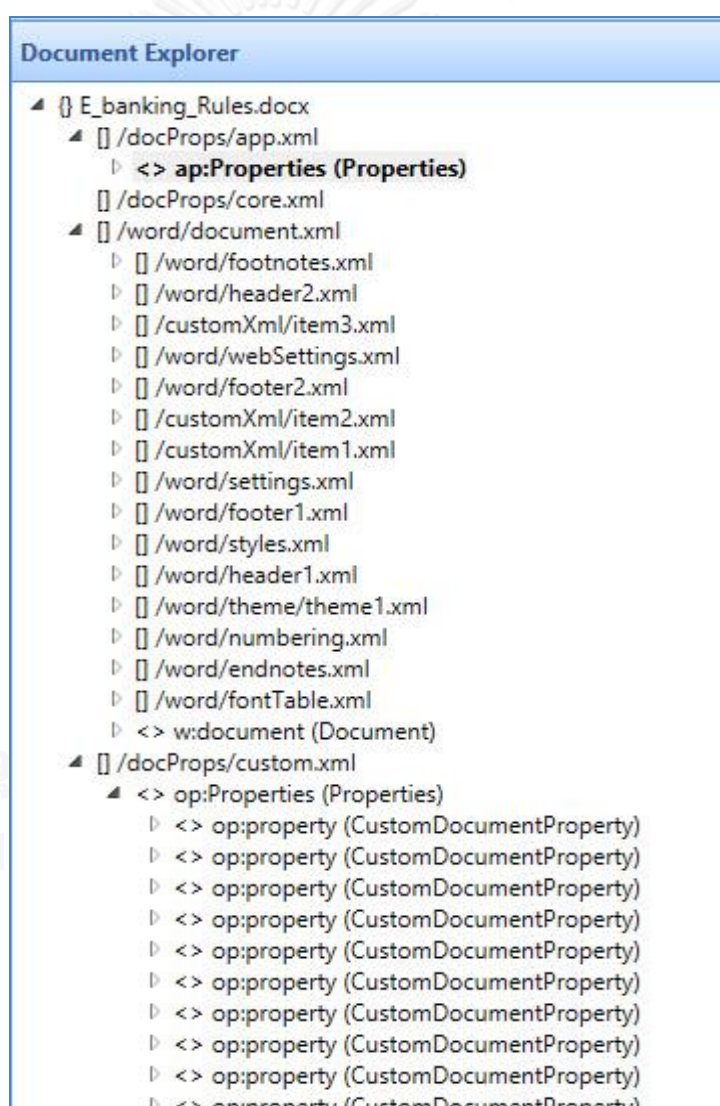 Document Explorer
{} E_banking_Rules.docx
[] /docProps/app.xml
<> ap:Properties (Properties)
[] /docProps/core.xml
[] /word/document.xml
[] /word/footnotes.xml
[] /word/header2.xml
[] /customXml/item3.xml
[] /word/webSettings.xml
[] /word/footer2.xml
[] /customXml/item2.xml
[] /customXml/item1.xml
[] /word/settings.xml
[] /word/footer1.xml
[] /word/styles.xml
[] /word/header1.xml
[] /word/theme/theme1.xml
[] /word/numbering.xml
[] /word/endnotes.xml
[] /word/fontTable.xml
<> w:document (Document)
[] /docProps/custom.xml
<> op:Properties (Properties)
<> op:property (CustomDocumentProperty)
<> op:property (CustomDocumentProperty)
<> op:property (CustomDocumentProperty)
<> op:property (CustomDocumentProperty)
<> op:property (CustomDocumentProperty)
<> op:property (CustomDocumentProperty)
<> op:property (CustomDocumentProperty)
<> op:property (CustomDocumentProperty)
<> op:property (CustomDocumentProperty)
<> op:property (CustomDocumentProperty)